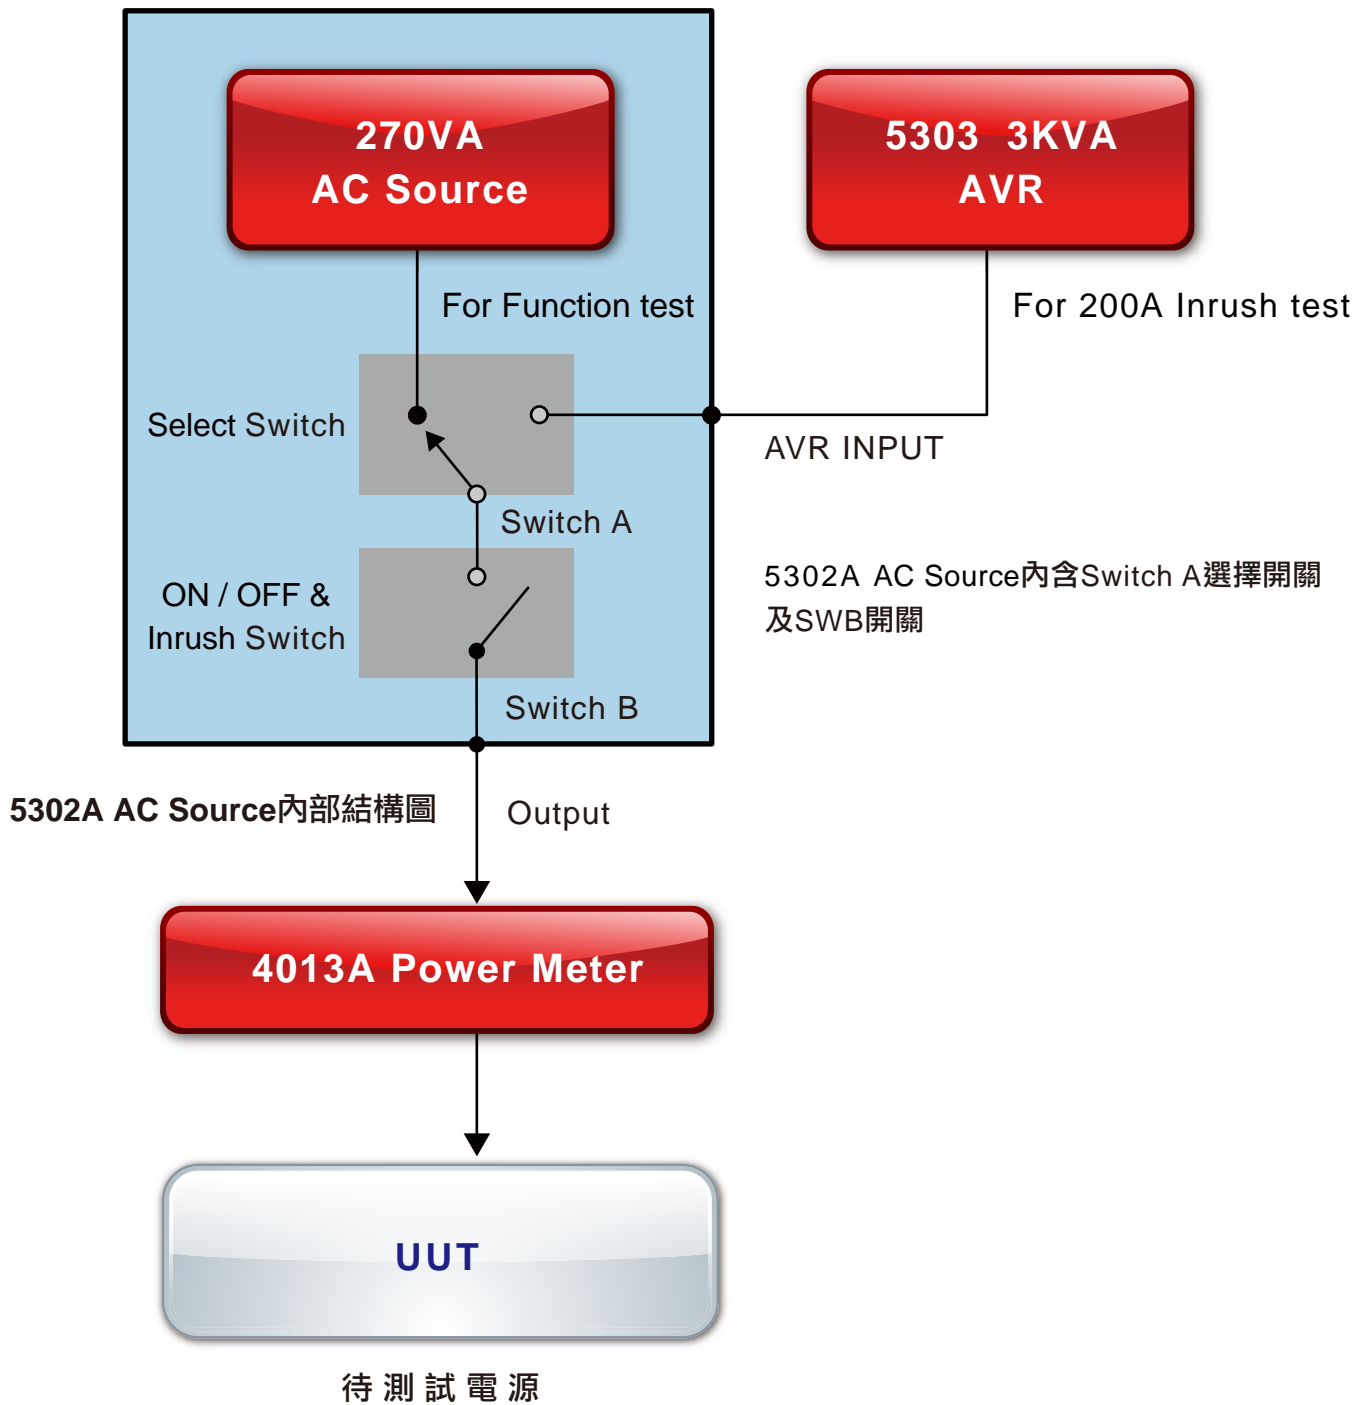 270VA
AC Source
5303 3KVA
AVR
For Function test
For 200A Inrush test
Select Switch
AVR INPUT
Switch A
ON / OFF &
Inrush Switch
5302A AC Source內含Switch A選擇開關
及SWB開關
Switch B
5302A AC Source內部結構圖
Output
4013A Power Meter
UUT
待測試電源